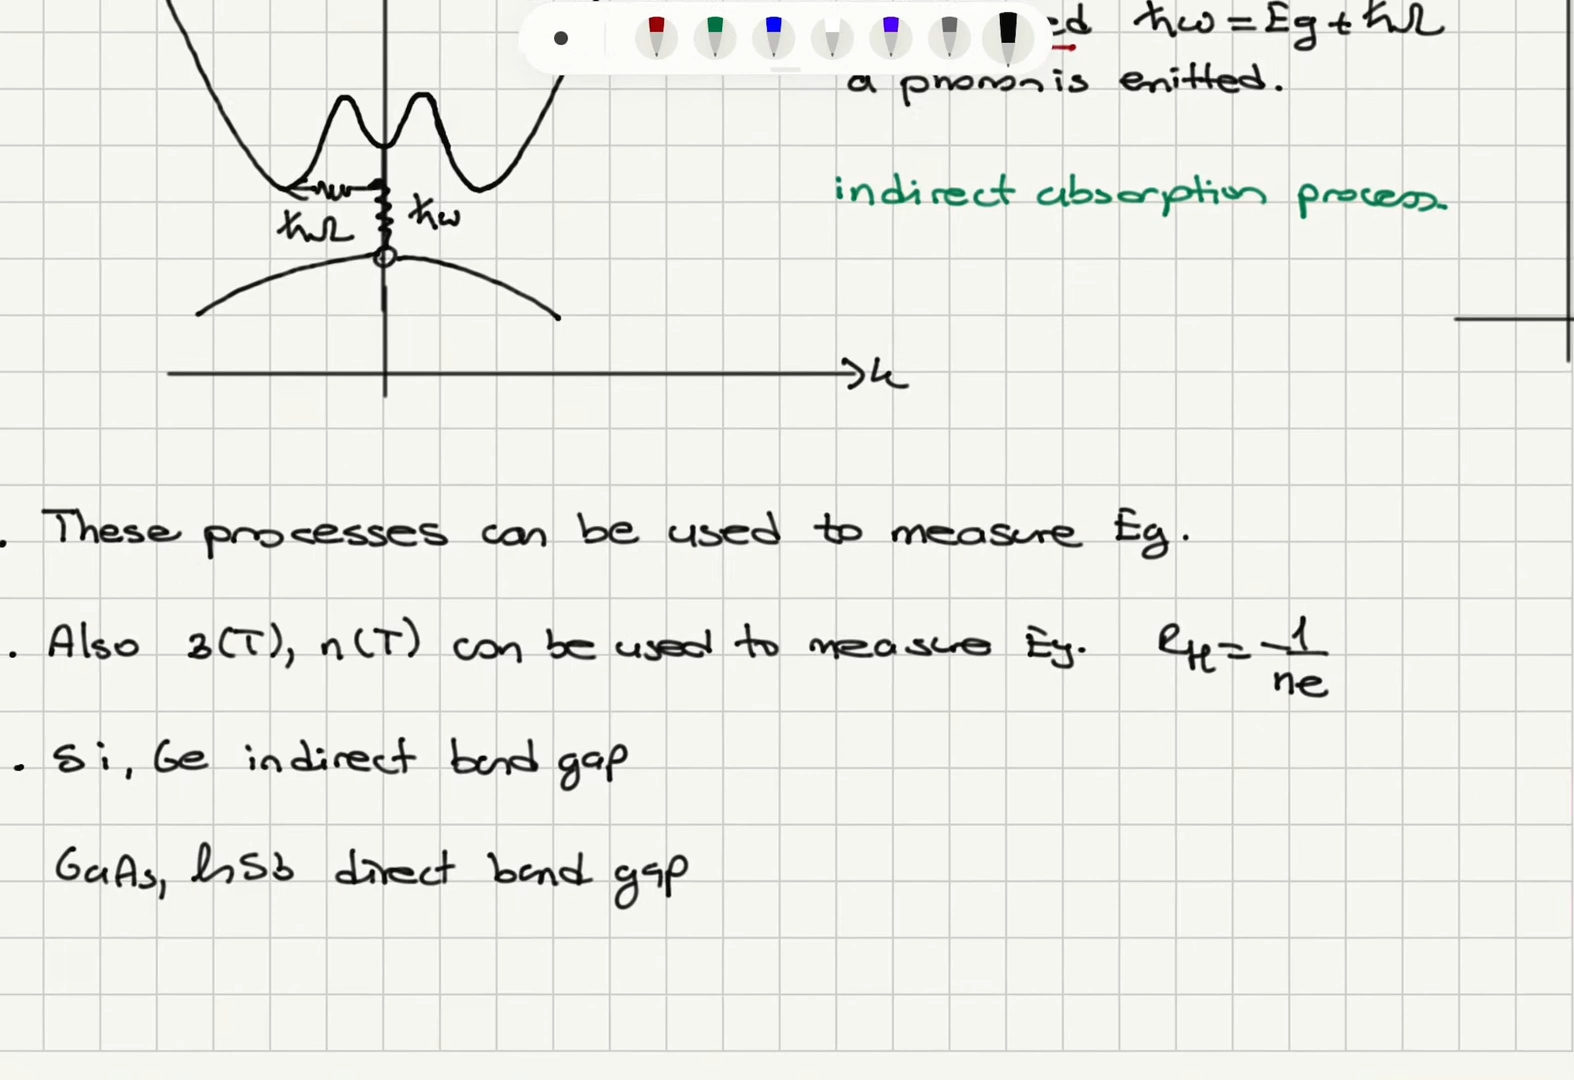 ħω = Eg + ħΩ
a phonon is emitted.
indirect absorption process.
ħΩ ħω
k
. These processes can be used to measure Eg.
. Also (T), n(T) can be used to measure Eg. R_H = -1/ne
. Si, Ge indirect band gap
GaAs, InSb direct band gap